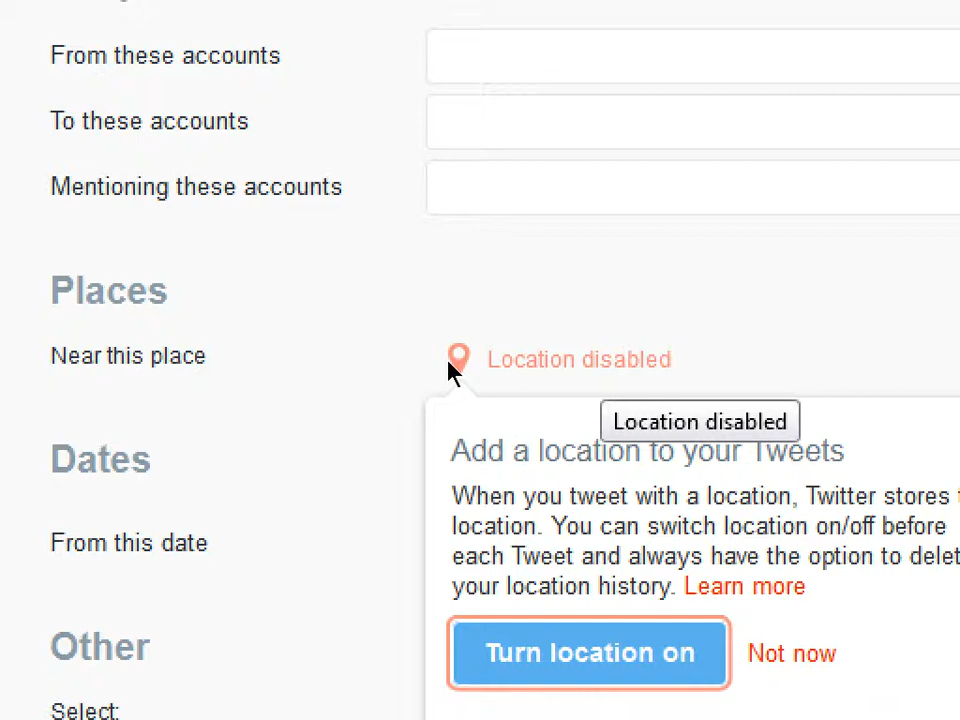 From these accounts
To these accounts
Mentioning these accounts
Places
Near this place
Location disabled
Location disabled
Add a location to your Tweets
When you tweet with a location, Twitter stores
location. You can switch location on/off before
each Tweet and always have the option to delet
your location history. Learn more
Turn location on
Not now
Dates
From this date
Other
Select: